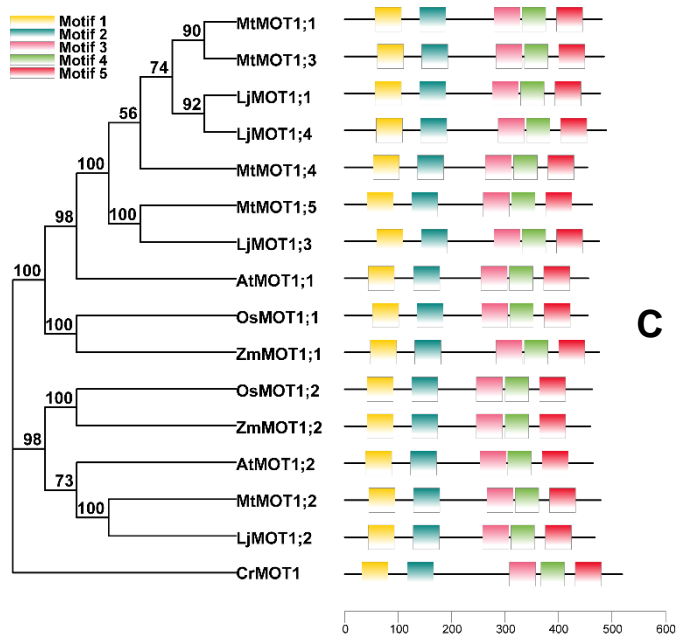 Motif 1
Motif 2
Motif 3
Motif 4
Motif 5
MtMOT1;1
90
MtMOT1;3
74
LjMOT1;1
92
LjMOT1;4
56
MtMOT1;4
100
MtMOT1;5
100
LjMOT1;3
98
AtMOT1;1
100
OsMOT1;1
100
ZmMOT1;1
C
OsMOT1;2
100
ZmMOT1;2
98
AtMOT1;2
73
MtMOT1;2
100
LjMOT1;2
CrMOT1
0 100 200 300 400 500 600